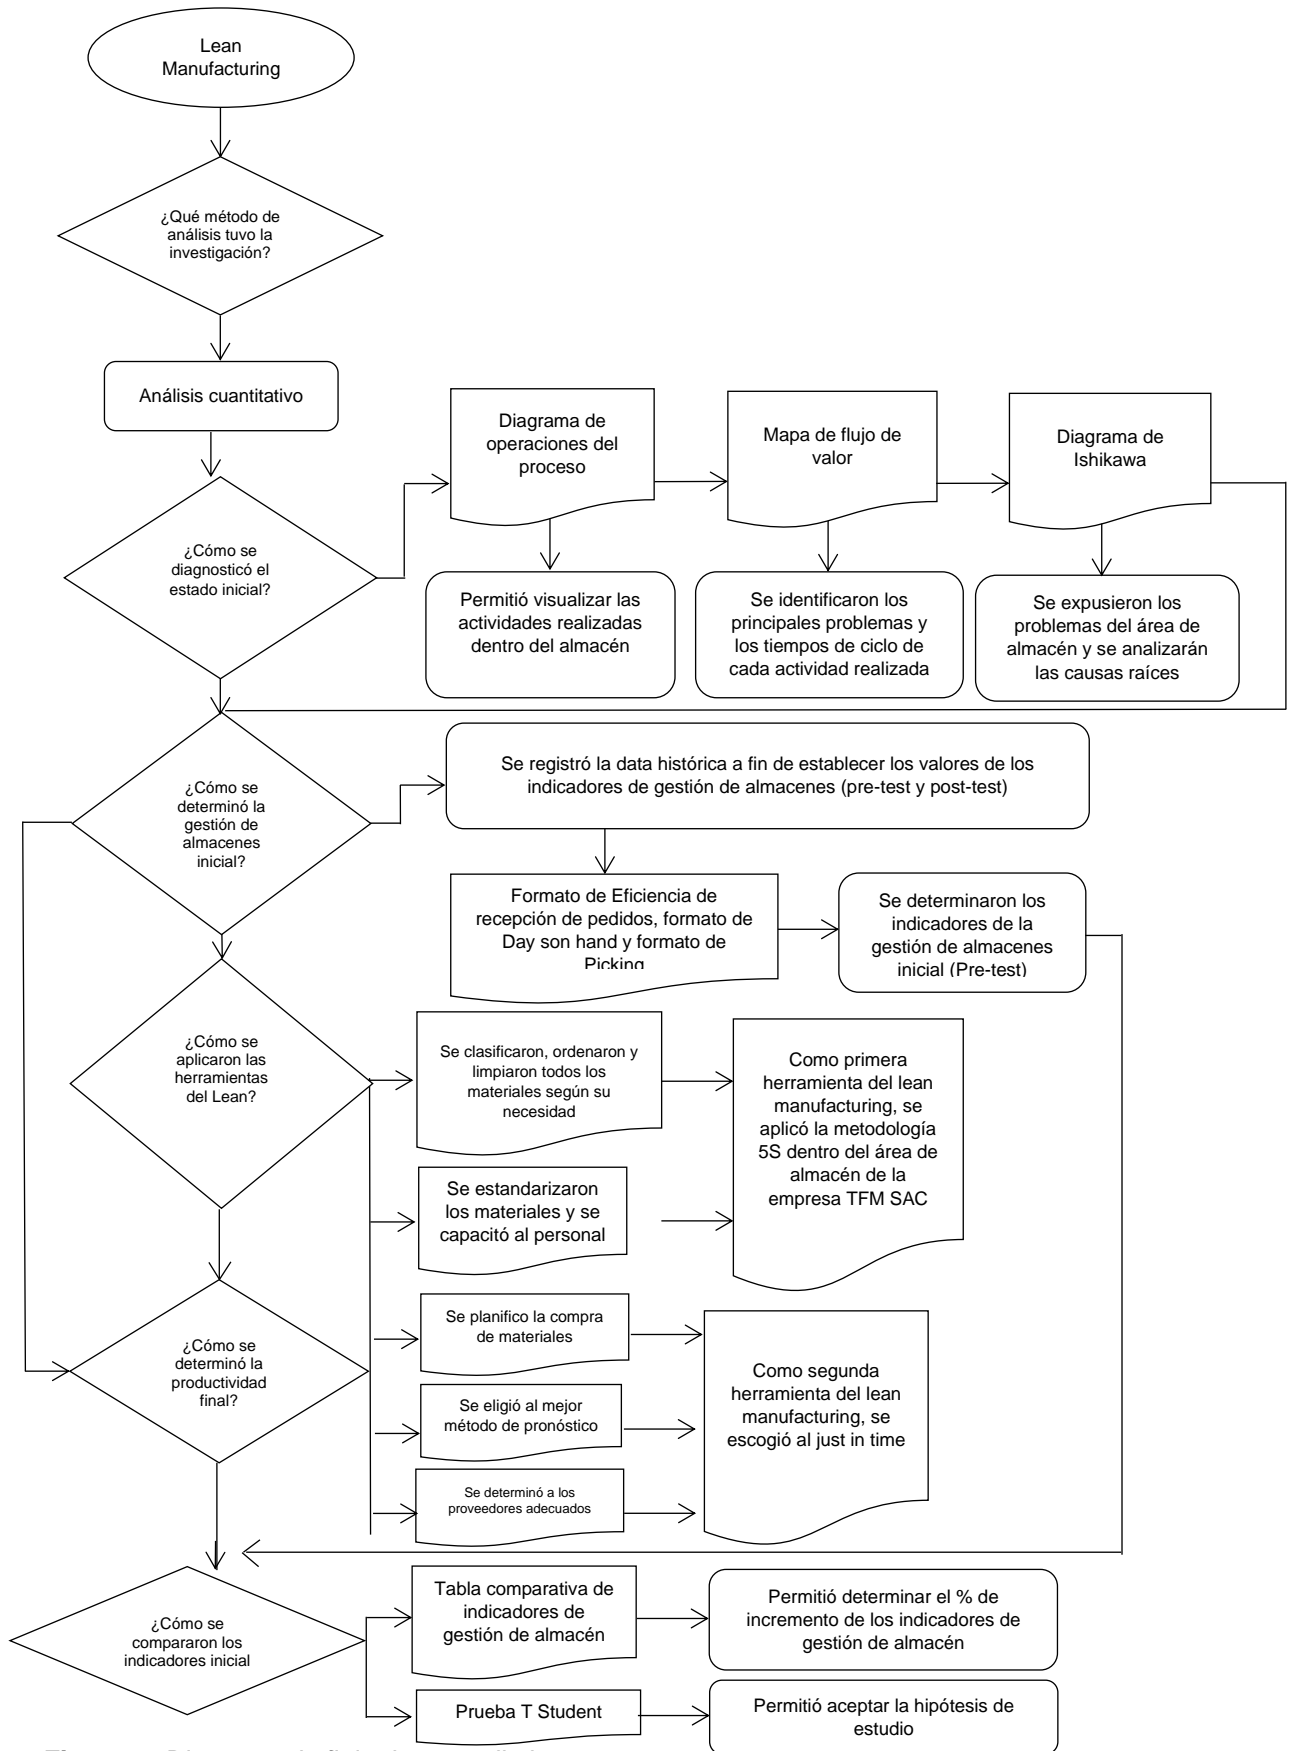 Lean
Manufacturing
¿Qué método de
análisis tuvo la
investigación?
Análisis cuantitativo
¿Cómo se
diagnosticó el
estado inicial?
Diagrama de
operaciones del
proceso
Mapa de flujo de
valor
Diagrama de
Ishikawa
Permitió visualizar las
actividades realizadas
dentro del almacén
Se identificaron los
principales problemas y
los tiempos de ciclo de
cada actividad realizada
Se expusieron los
problemas del área de
almacén y se analizarán
las causas raíces
¿Cómo se
determinó la
gestión de
almacenes
inicial?
Se registró la data histórica a fin de establecer los valores de los
indicadores de gestión de almacenes (pre-test y post-test)
Formato de Eficiencia de
recepción de pedidos, formato de
Day son hand y formato de
Picking
Se determinaron los
indicadores de la
gestión de almacenes
inicial (Pre-test)
¿Cómo se
aplicaron las
herramientas
del Lean?
Se clasificaron, ordenaron y
limpiaron todos los
materiales según su
necesidad
Como primera
herramienta del lean
manufacturing, se
aplicó la metodología
5S dentro del área de
almacén de la
empresa TFM SAC
Se estandarizaron
los materiales y se
capacitó al personal
¿Cómo se
determinó la
productividad
final?
Se planifico la compra
de materiales
Se eligió al mejor
método de pronóstico
Se determinó a los
proveedores adecuados
Como segunda
herramienta del lean
manufacturing, se
escogió al just in time
¿Cómo se
compararon los
indicadores inicial
Tabla comparativa de
indicadores de
gestión de almacén
Permitió determinar el % de
incremento de los indicadores de
gestión de almacén
Prueba T Student
Permitió aceptar la hipótesis de
estudio